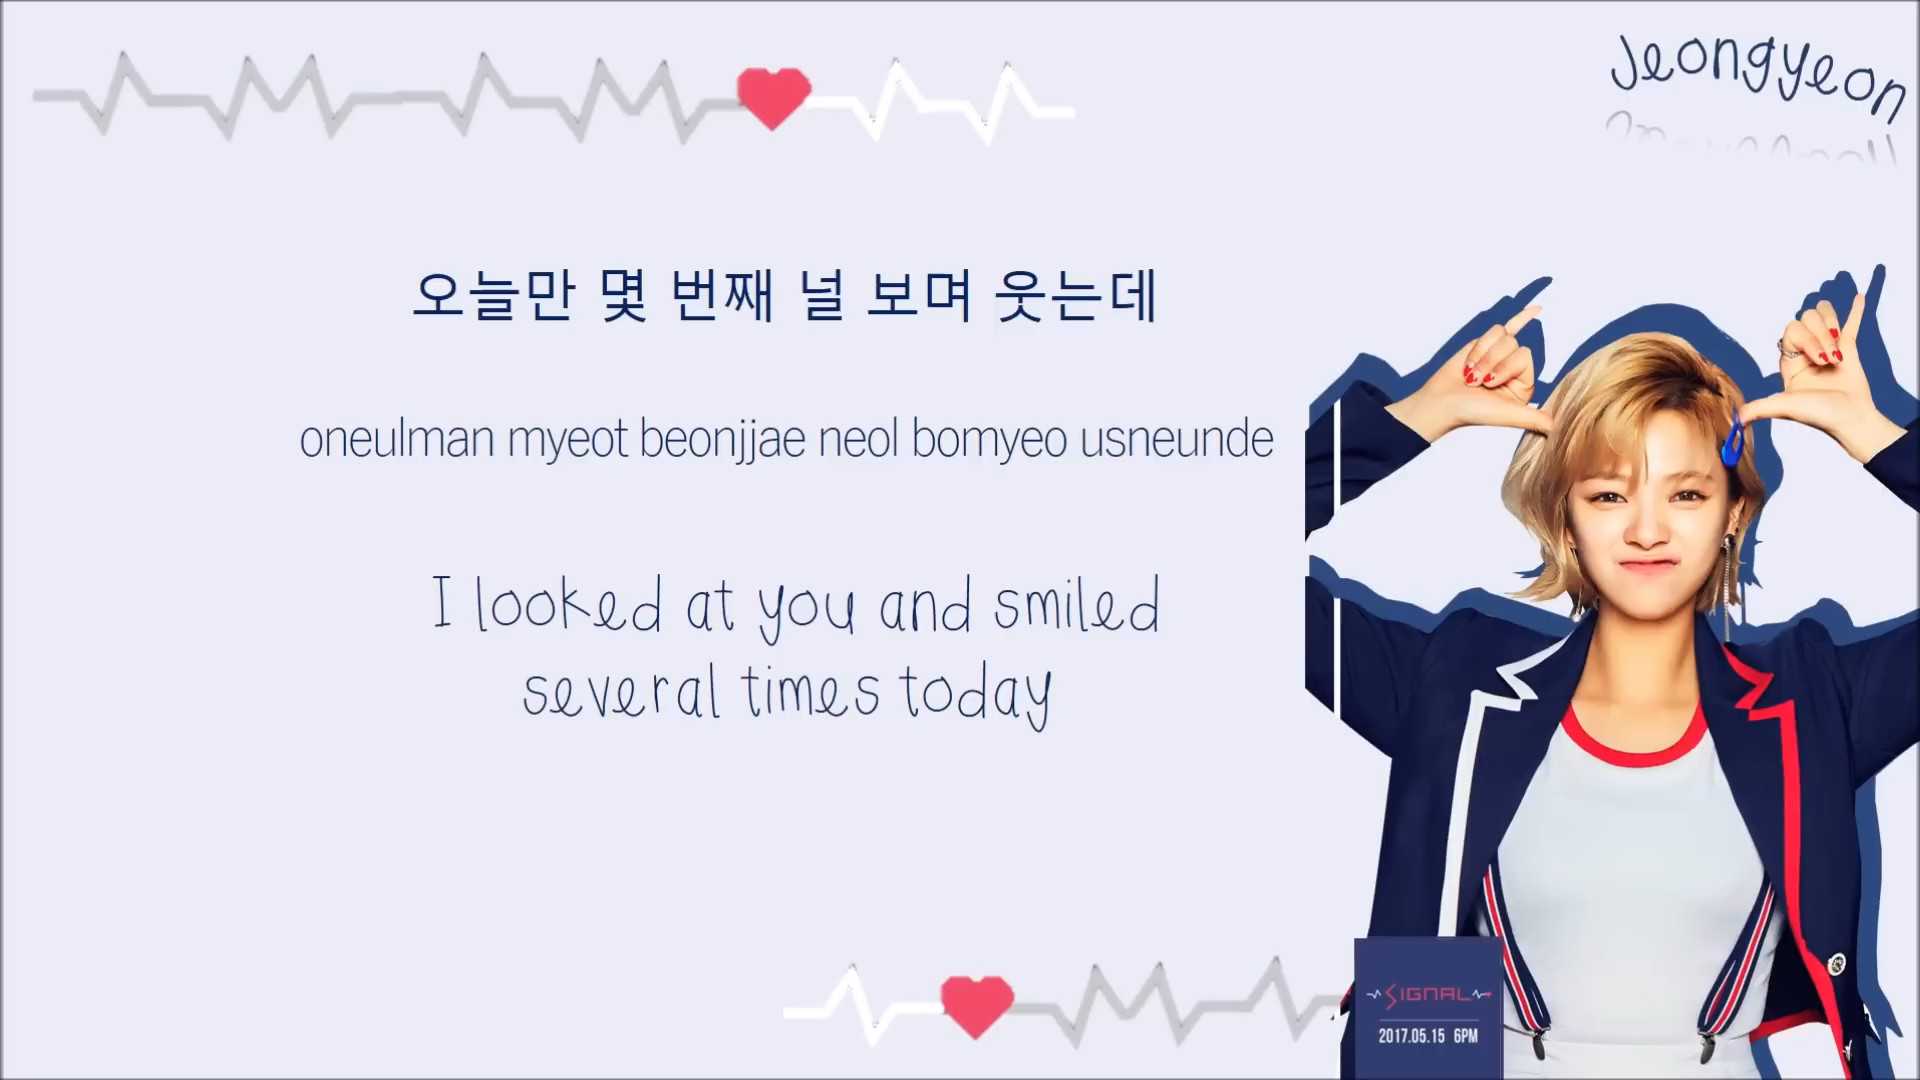 Jeongyeon
오늘만 몇 번째 널 보며 웃는데
oneulman myeot beonjjae neol bomyeo usneunde
I looked at you and smiled
several times today
SIGNAL
2017.05.15 6PM